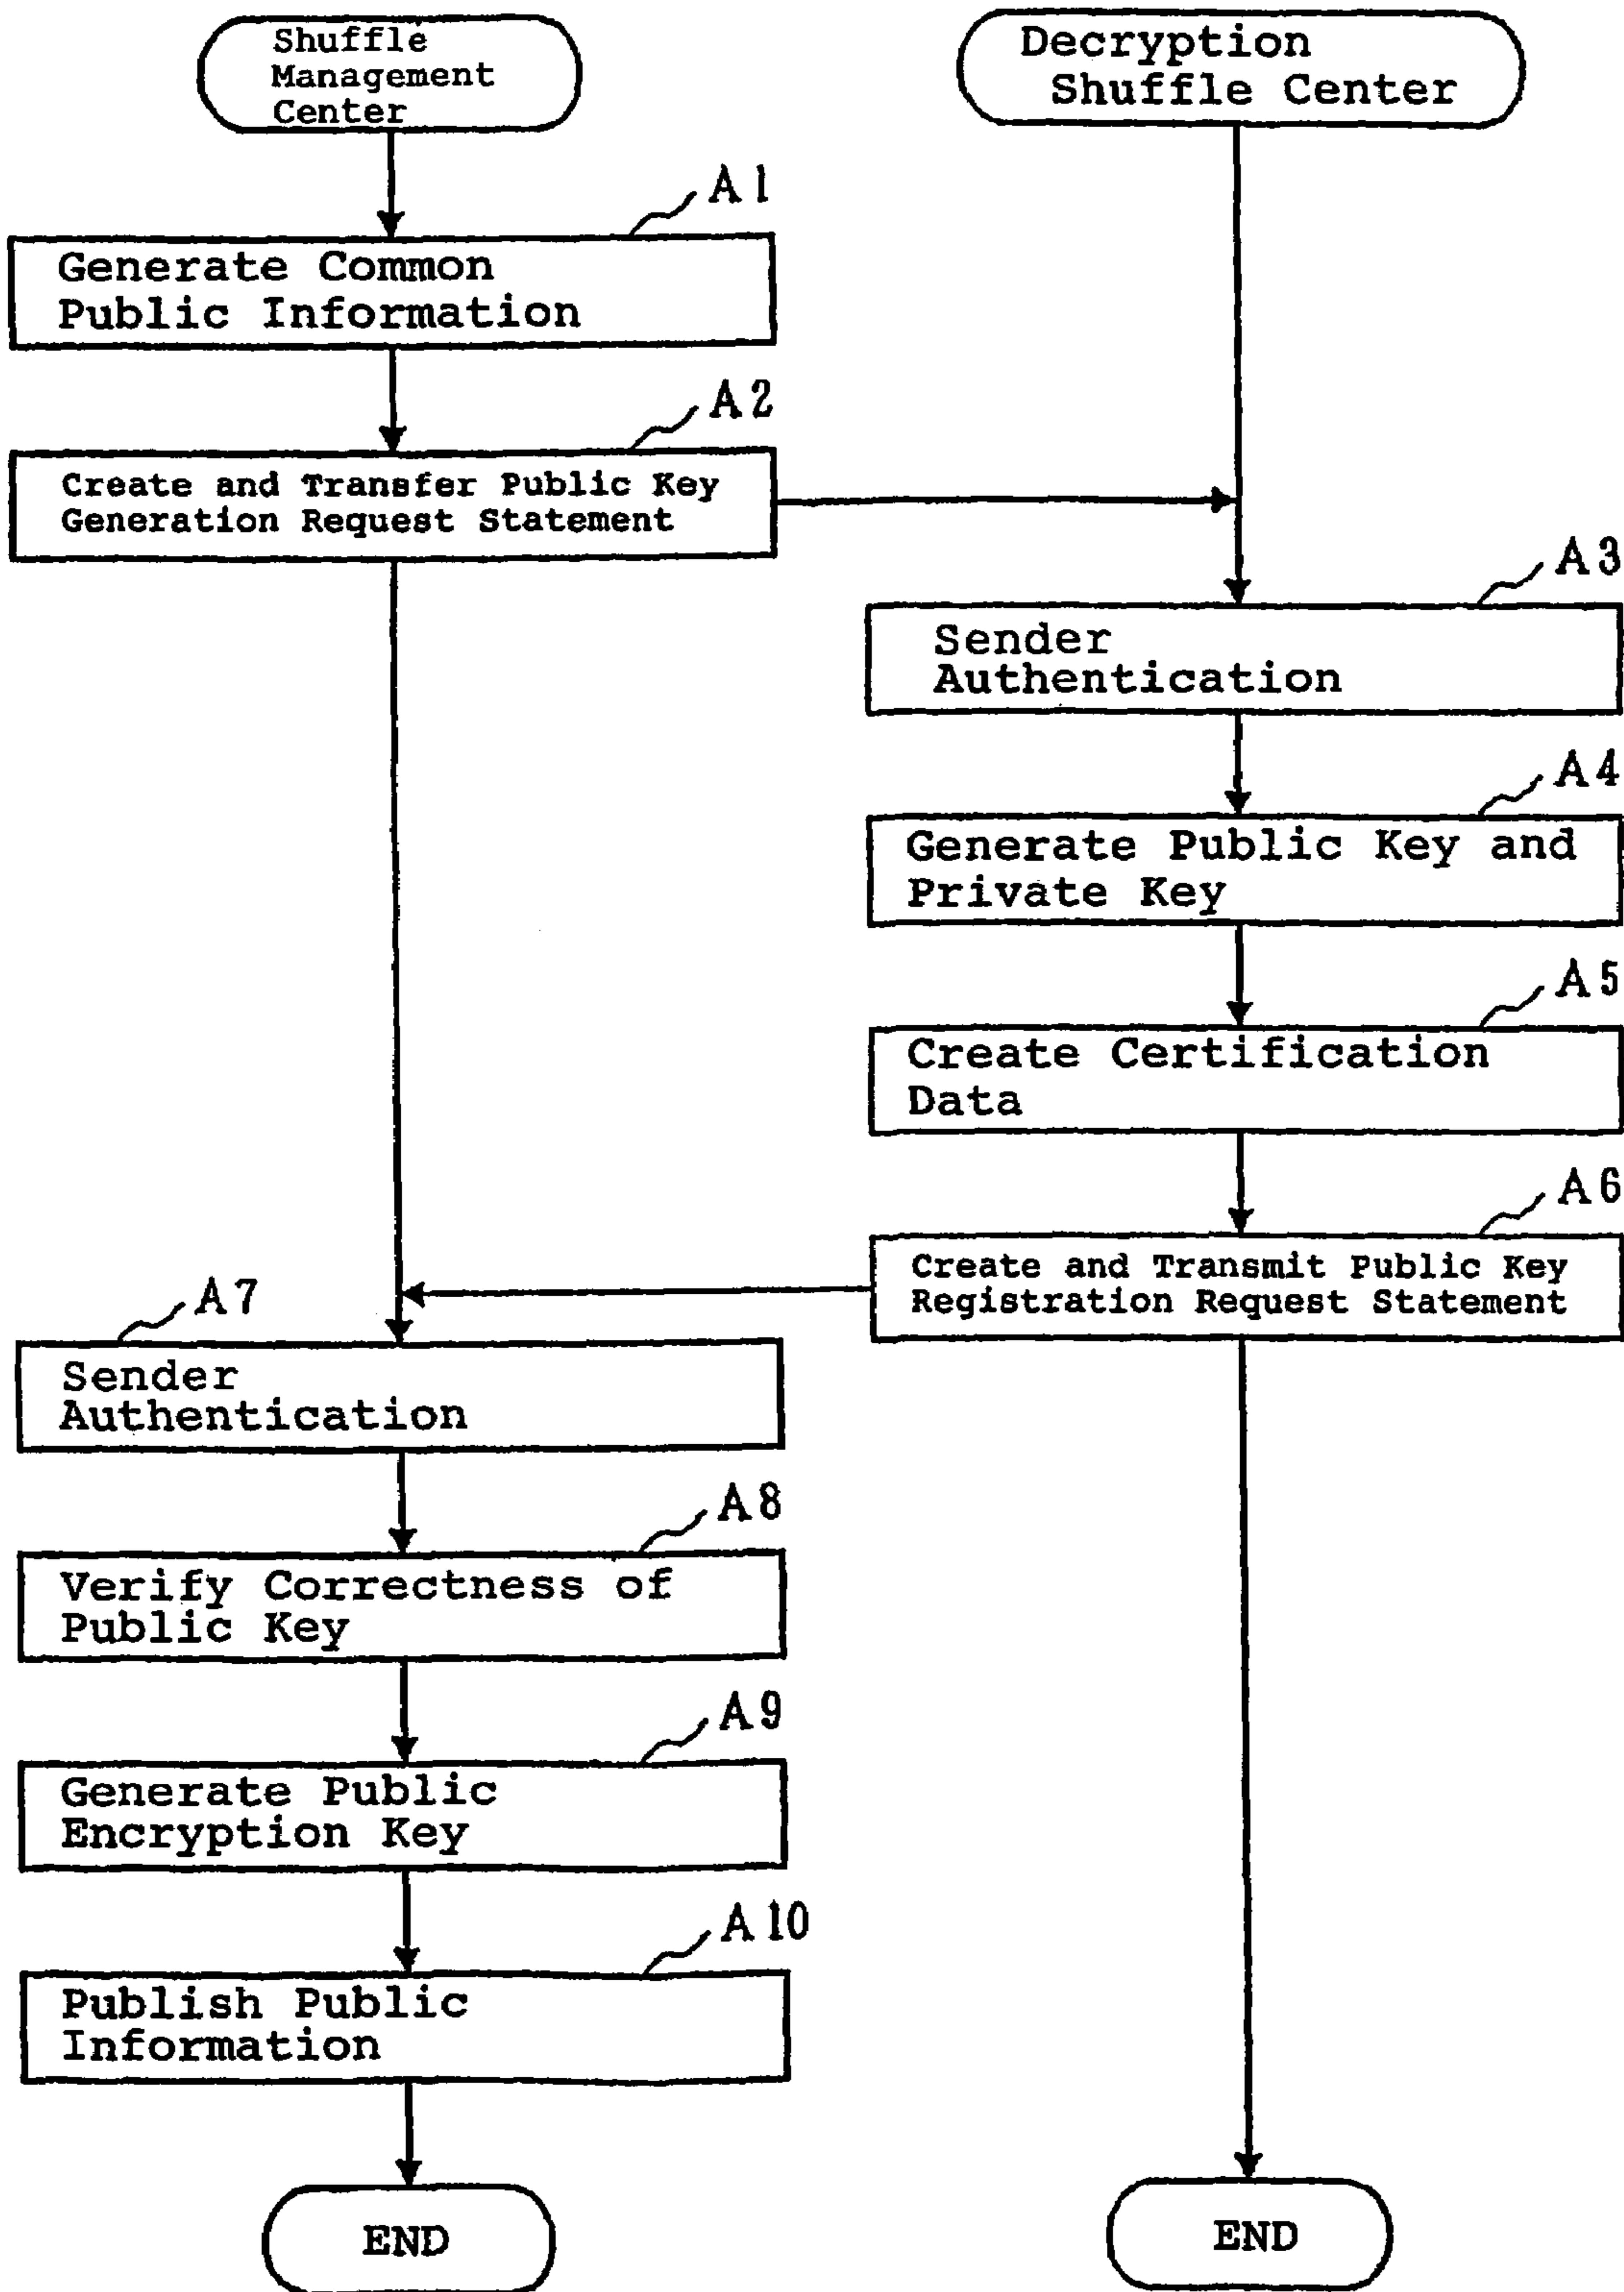 Shuffle
Management
Center
Decryption
Shuffle Center
A1
Generate Common
Public Information
A2
Create and Transfer Public Key
Generation Request Statement
A3
Sender
Authentication
A4
Generate Public Key and
Private Key
A5
Create Certification
Data
A6
Create and Transmit Public Key
Registration Request Statement
A7
Sender
Authentication
A8
Verify Correctness of
Public Key
A9
Generate Public
Encryption Key
A10
Publish Public
Information
END
END